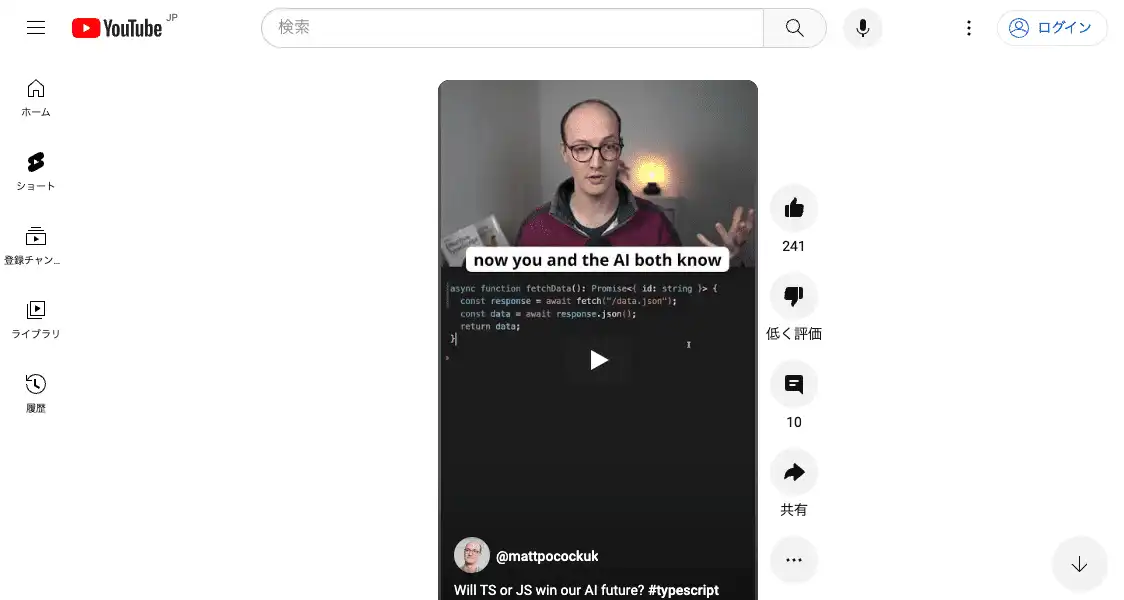 YouTube JP
検索
ログイン
ホーム
ショート
登録チャン...
ライブラリ
履歴
now you and the AI both know
async function fetchData(): Promise<{ id: string }> {
const response = await fetch("/data.json");
const data = await response.json();
return data;
}
241
低く評価
10
共有
@mattpocockuk
Will TS or JS win our AI future? #typescript